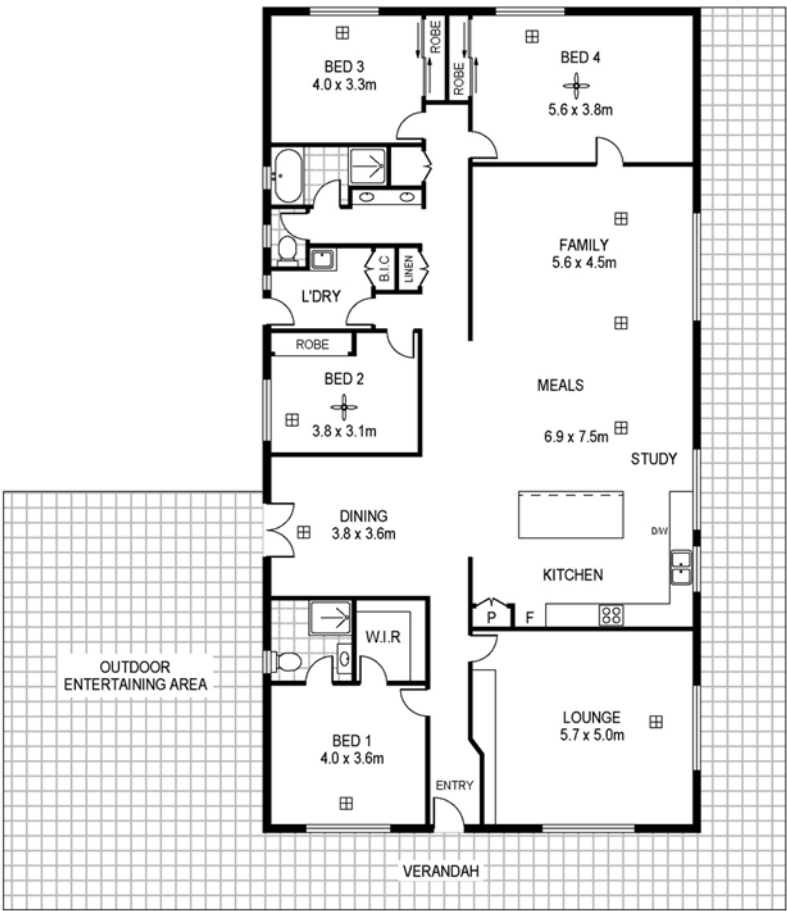 BED 3
4.0 x 3.3m
ROBE
ROBE
BED 4
5.6 x 3.8m
FAMILY
5.6 x 4.5m
B.I.C
LINEN
L'DRY
ROBE
BED 2
3.8 x 3.1m
MEALS
6.9 x 7.5m
STUDY
DINING
3.8 x 3.6m
D/W
KITCHEN
P
F
W.I.R
OUTDOOR
ENTERTAINING AREA
LOUNGE
5.7 x 5.0m
BED 1
4.0 x 3.6m
ENTRY
VERANDAH